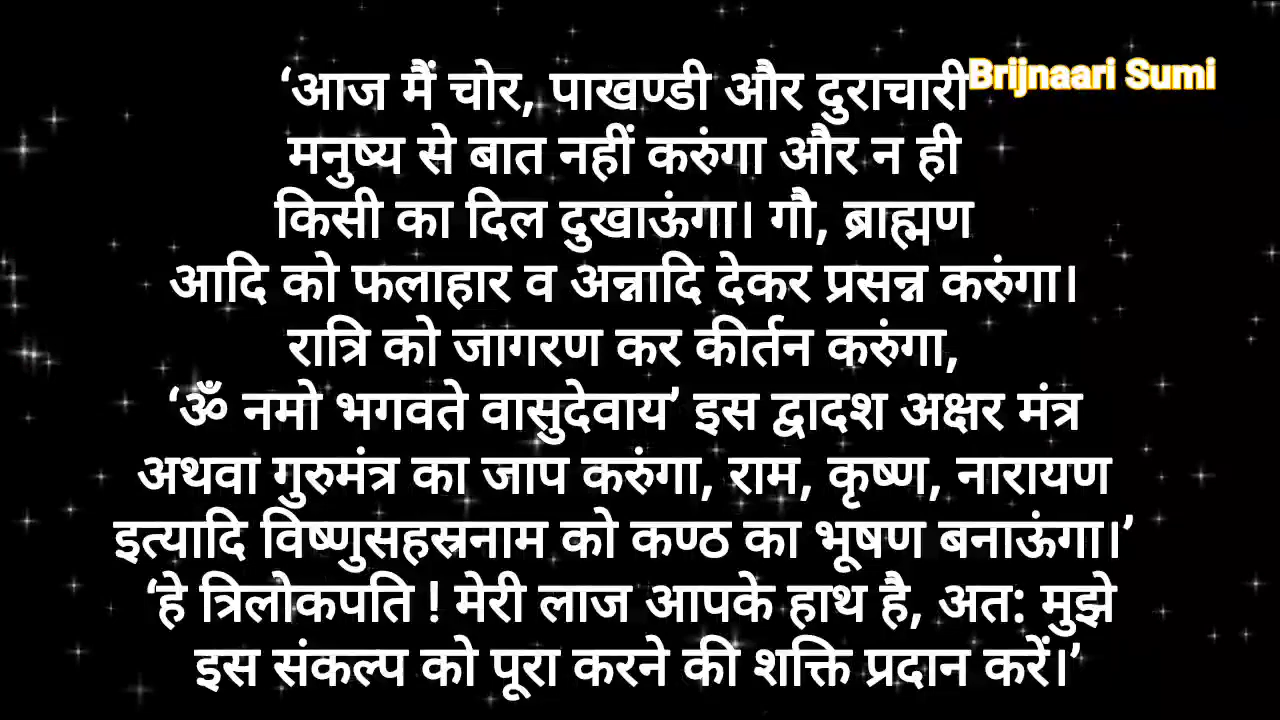 ‘आज मैं चोर, पाखण्डी और दुराचारी
Brijnaari Sumi
मनुष्य से बात नहीं करुंगा और न ही
किसी का दिल दुखाऊंगा। गौ, ब्राह्मण
आदि को फलाहार व अन्नादि देकर प्रसन्न करुंगा।
रात्रि को जागरण कर कीर्तन करुंगा,
‘ॐ नमो भगवते वासुदेवाय’ इस द्वादश अक्षर मंत्र
अथवा गुरुमंत्र का जाप करुंगा, राम, कृष्ण, नारायण
इत्यादि विष्णुसहस्रनाम को कण्ठ का भूषण बनाऊंगा।’
‘हे त्रिलोकपति ! मेरी लाज आपके हाथ है, अत: मुझे
इस संकल्प को पूरा करने की शक्ति प्रदान करें।’